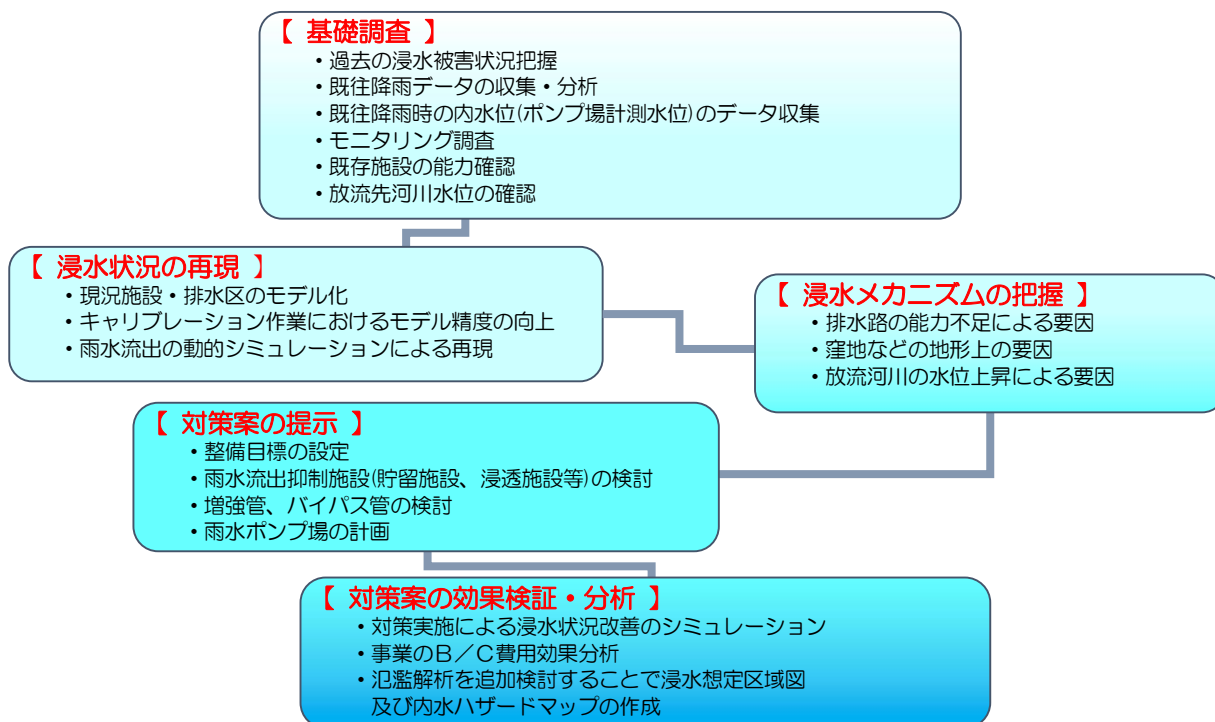 【 基礎調査 】
・過去の浸水被害状況把握
・既往降雨データの収集・分析
・既往降雨時の内水位(ポンプ場計測水位)のデータ収集
・モニタリング調査
・既存施設の能力確認
・放流先河川水位の確認
【 浸水状況の再現 】
・現況施設・排水区のモデル化
・キャリブレーション作業におけるモデル精度の向上
・雨水流出の動的シミュレーションによる再現
【 浸水メカニズムの把握 】
・排水路の能力不足による要因
・窪地などの地形上の要因
・放流河川の水位上昇による要因
【 対策案の提示 】
・整備目標の設定
・雨水流出抑制施設(貯留施設、浸透施設等)の検討
・増強管、バイパス管の検討
・雨水ポンプ場の計画
【 対策案の効果検証・分析 】
・対策実施による浸水状況改善のシミュレーション
・事業のB/C費用効果分析
・氾濫解析を追加検討することで浸水想定区域図
及び内水ハザードマップの作成